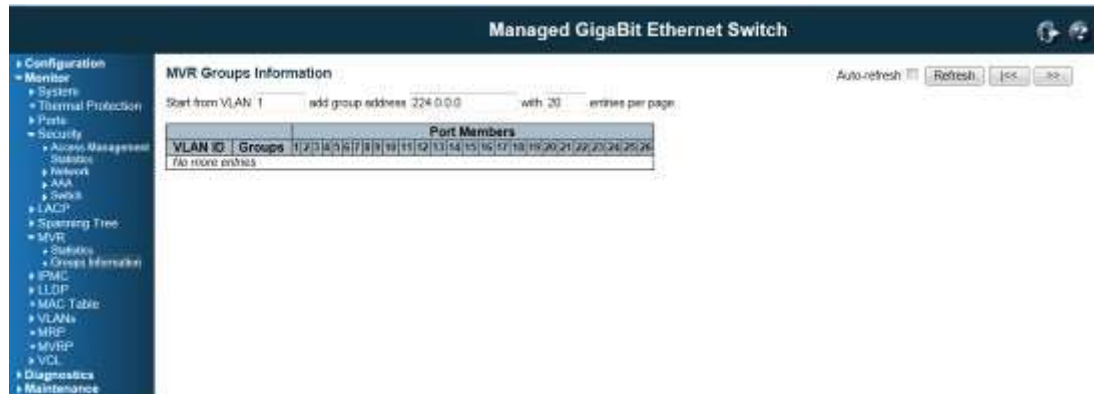 Managed GigaBit Ethernet Switch
Configuration
Monitor
System
Thermal Protection
Ports
Security
Access Management
Statistics
Network
AAA
Switch
LACP
Spanning Tree
MVR
Statistics
Groups Information
IPMC
LLDP
MAC Table
VLANs
MRP
MVRP
VCL
Diagnostics
Maintenance
MVR Groups Information
Auto-refresh Refresh |<< >>
Start from VLAN 1 add group address 224.0.0.0 with 20 entries per page.
Port Members
VLAN ID Groups 1 2 3 4 5 6 7 8 9 10 11 12 13 14 15 16 17 18 19 20 21 22 23 24 25 26
No more entries